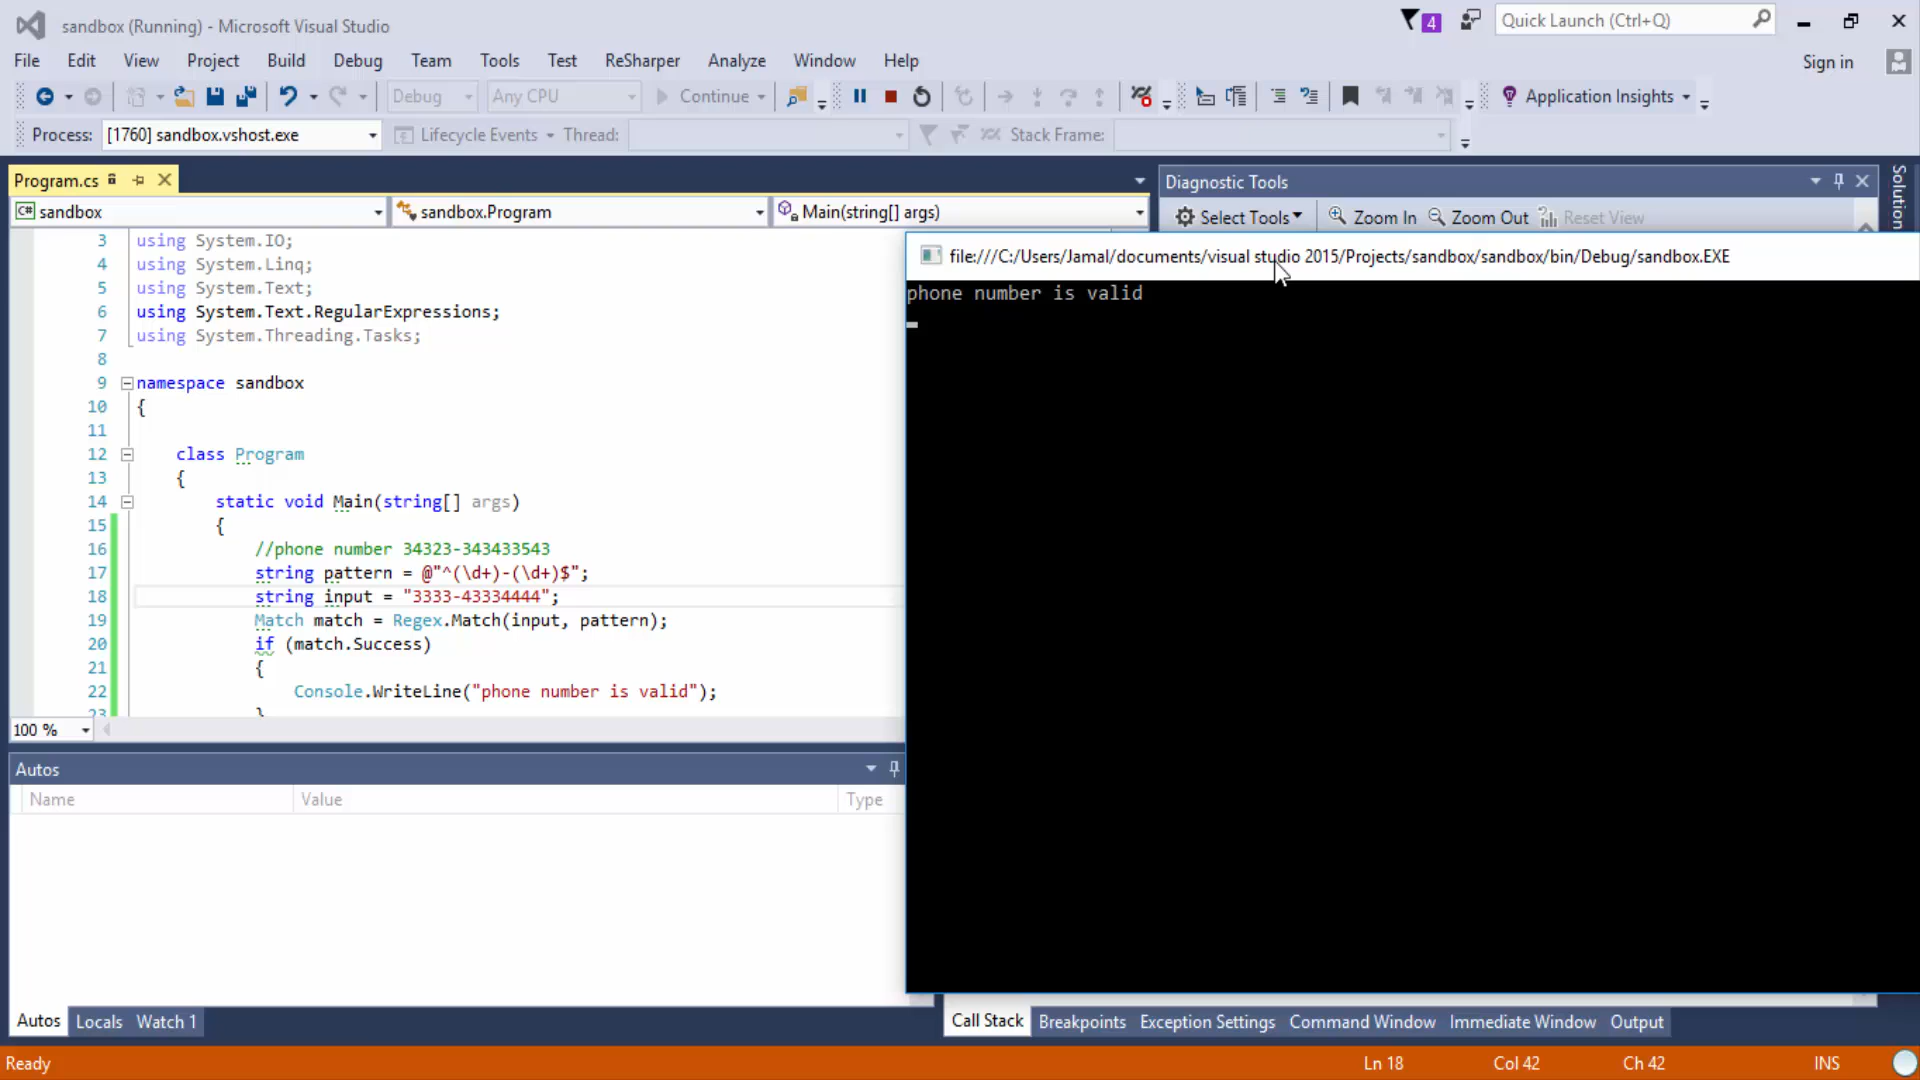 sandbox (Running) - Microsoft Visual Studio
4
Quick Launch (Ctrl+Q)
File Edit View Project Build Debug Team Tools Test ReSharper Analyze Window Help
Sign in
Debug Any CPU Continue Application Insights
Process: [1760] sandbox.vshost.exe Lifecycle Events Thread: Stack Frame:
Program.cs
Diagnostic Tools
Solution
C# sandbox sandbox.Program Main(string[] args)
Select Tools Zoom In Zoom Out Reset View
3 using System.IO;
4 using System.Linq;
5 using System.Text;
6 using System.Text.RegularExpressions;
7 using System.Threading.Tasks;
8
9 namespace sandbox
10 {
11
12 class Program
13 {
14 static void Main(string[] args)
15 {
16 //phone number 34323-343433543
17 string pattern = @"^(\d+)-(\d+)$";
18 string input = "3333-43334444";
19 Match match = Regex.Match(input, pattern);
20 if (match.Success)
21 {
22 Console.WriteLine("phone number is valid");
23 }
100 %
file:///C:/Users/Jamal/documents/visual studio 2015/Projects/sandbox/sandbox/bin/Debug/sandbox.EXE
phone number is valid
Autos
Name Value Type
Autos Locals Watch 1
Call Stack Breakpoints Exception Settings Command Window Immediate Window Output
Ready
Ln 18 Col 42 Ch 42 INS